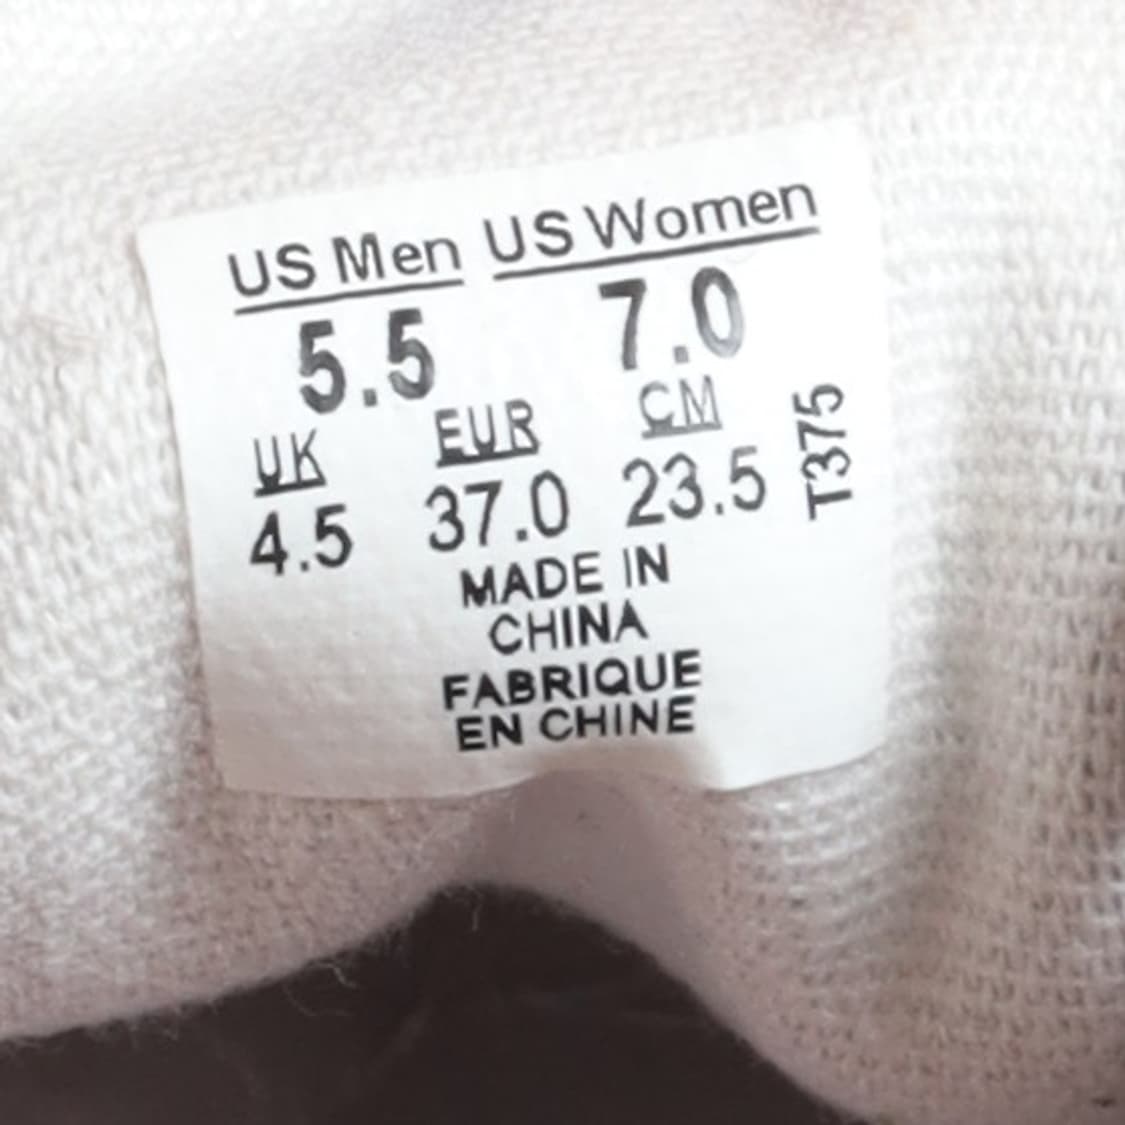 US Men US Women
5.5 7.0
UK EUR CM
4.5 37.0 23.5
T375
MADE IN
CHINA
FABRIQUE
EN CHINE